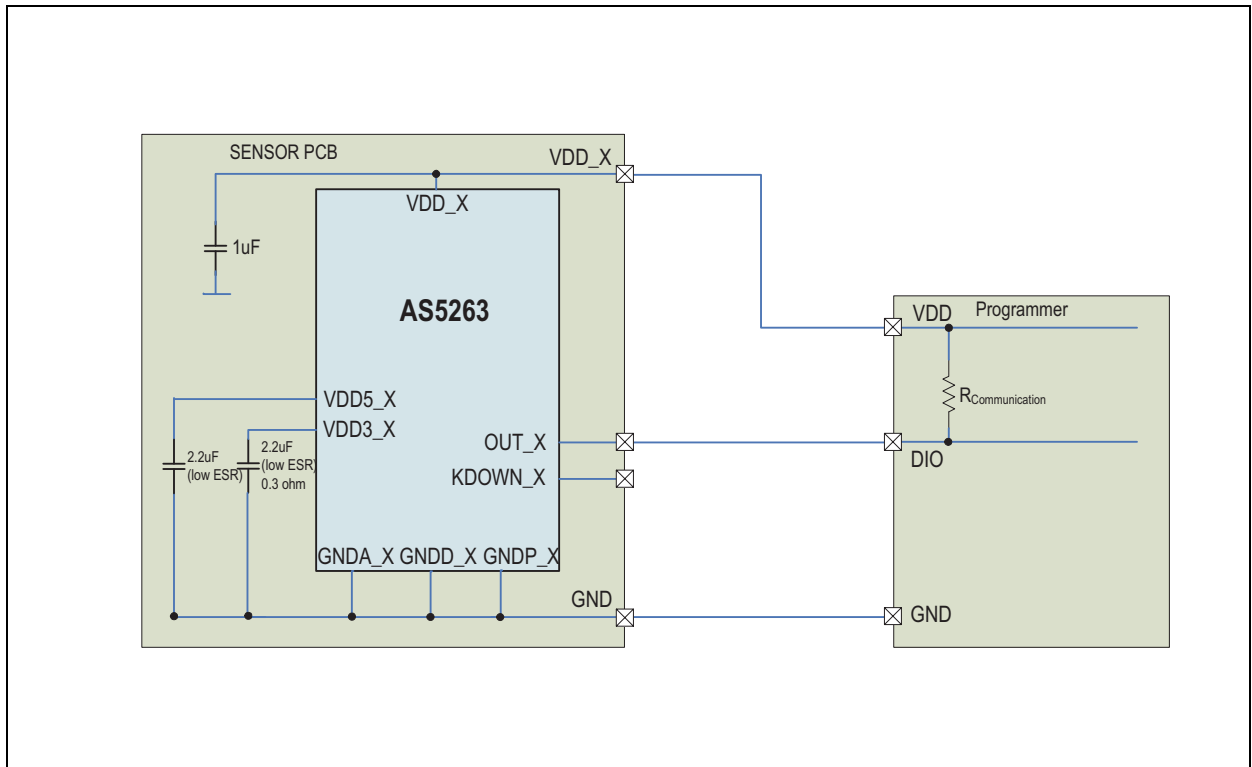 SENSOR PCB
VDD_X
VDD_X
1uF
AS5263
VDD5_X
VDD3_X
2.2uF
(low ESR)
2.2uF
(low ESR)
0.3 ohm
OUT_X
KDOWN_X
GNDA_X GNDD_X GNDP_X
GND
Programmer
VDD
RCommunication
DIO
GND